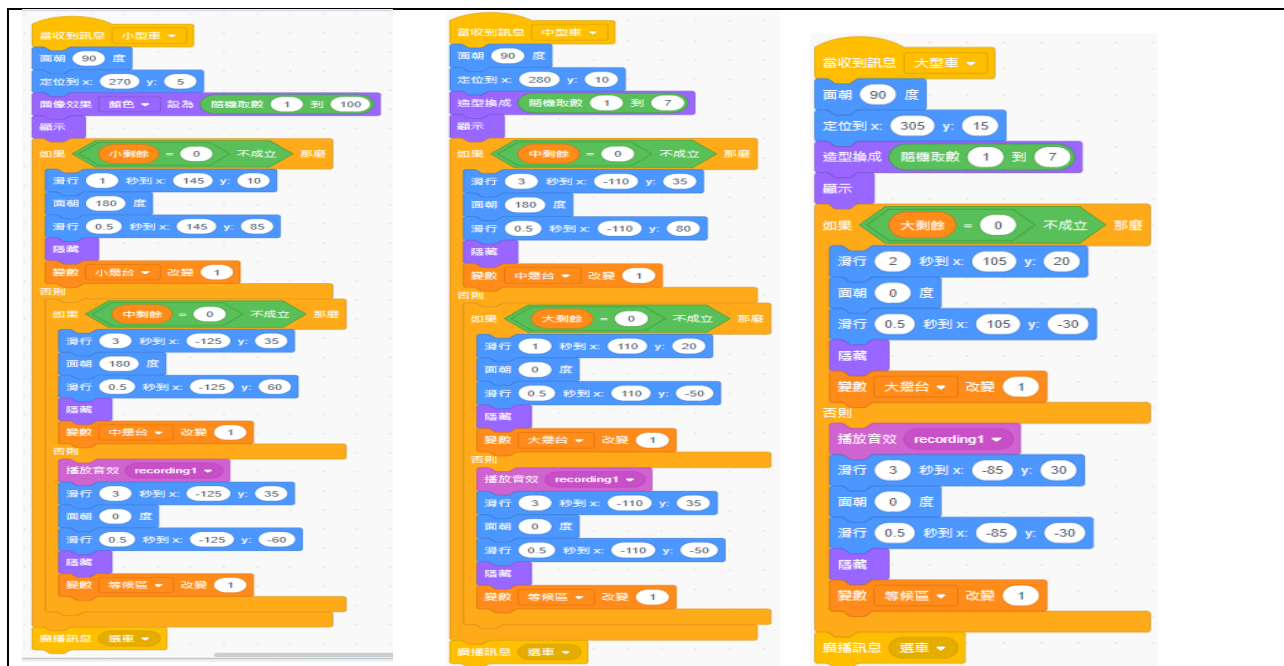 當收到訊息 小型車
面朝 90 度
定位到 x: 270 y: 5
圖像效果 顏色 設為 隨機取數 1 到 100
顯示
如果 小剩餘 = 0 不成立 那麼
滑行 1 秒到 x: 145 y: 10
面朝 180 度
滑行 0.5 秒到 x: 145 y: 85
隱藏
變數 小幾台 改變 1
否則
如果 中剩餘 = 0 不成立 那麼
滑行 3 秒到 x: -125 y: 35
面朝 180 度
滑行 0.5 秒到 x: -125 y: 60
隱藏
變數 中幾台 改變 1
否則
播放音效 recording1
滑行 3 秒到 x: -125 y: 35
面朝 0 度
滑行 0.5 秒到 x: -125 y: -60
隱藏
變數 等候區 改變 1
廣播訊息 選車
當收到訊息 中型車
面朝 90 度
定位到 x: 280 y: 10
造型換成 隨機取數 1 到 7
顯示
如果 中剩餘 = 0 不成立 那麼
滑行 3 秒到 x: -110 y: 35
面朝 180 度
滑行 0.5 秒到 x: -110 y: 80
隱藏
變數 中幾台 改變 1
否則
如果 大剩餘 = 0 不成立 那麼
滑行 1 秒到 x: 110 y: 20
面朝 0 度
滑行 0.5 秒到 x: 110 y: -50
隱藏
變數 大幾台 改變 1
否則
播放音效 recording1
滑行 3 秒到 x: -110 y: 35
面朝 0 度
滑行 0.5 秒到 x: -110 y: -50
隱藏
變數 等候區 改變 1
廣播訊息 選車
當收到訊息 大型車
面朝 90 度
定位到 x: 305 y: 15
造型換成 隨機取數 1 到 7
顯示
如果 大剩餘 = 0 不成立 那麼
滑行 2 秒到 x: 105 y: 20
面朝 0 度
滑行 0.5 秒到 x: 105 y: -30
隱藏
變數 大幾台 改變 1
否則
播放音效 recording1
滑行 3 秒到 x: -85 y: 30
面朝 0 度
滑行 0.5 秒到 x: -85 y: -30
隱藏
變數 等候區 改變 1
廣播訊息 選車